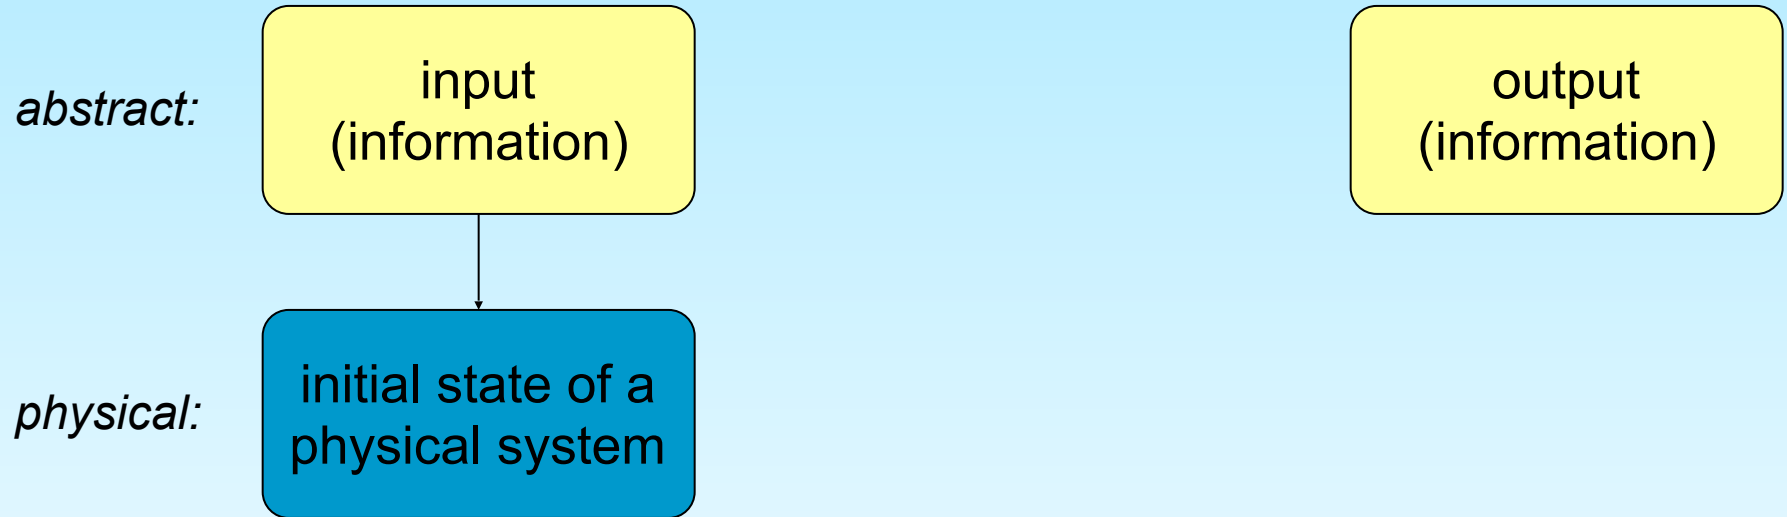 abstract:
input
(information)
output
(information)
physical:
initial state of a
physical system